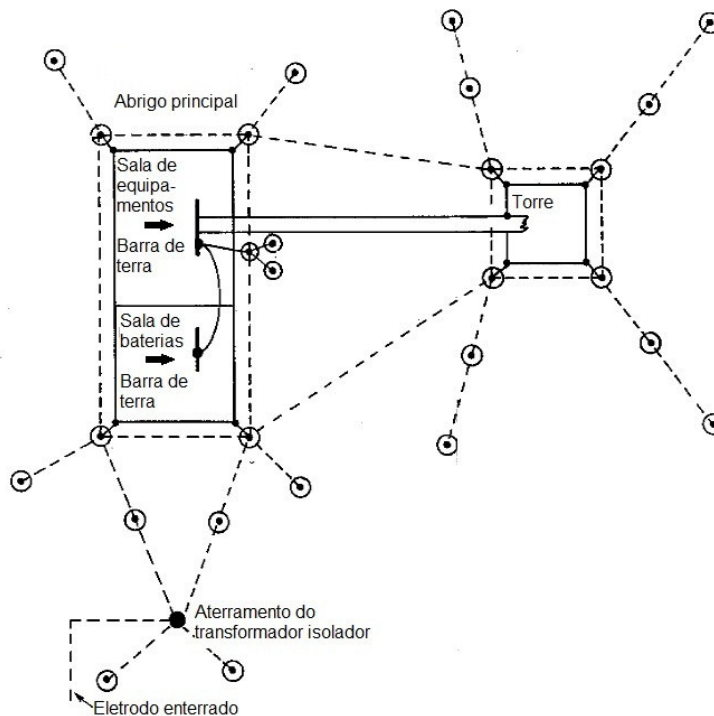 Abrigo principal
Sala de
equipa-
mentos
Barra de
terra
Torre
Sala de
baterias
Barra de
terra
Aterramento do
transformador isolador
Eletrodo enterrado